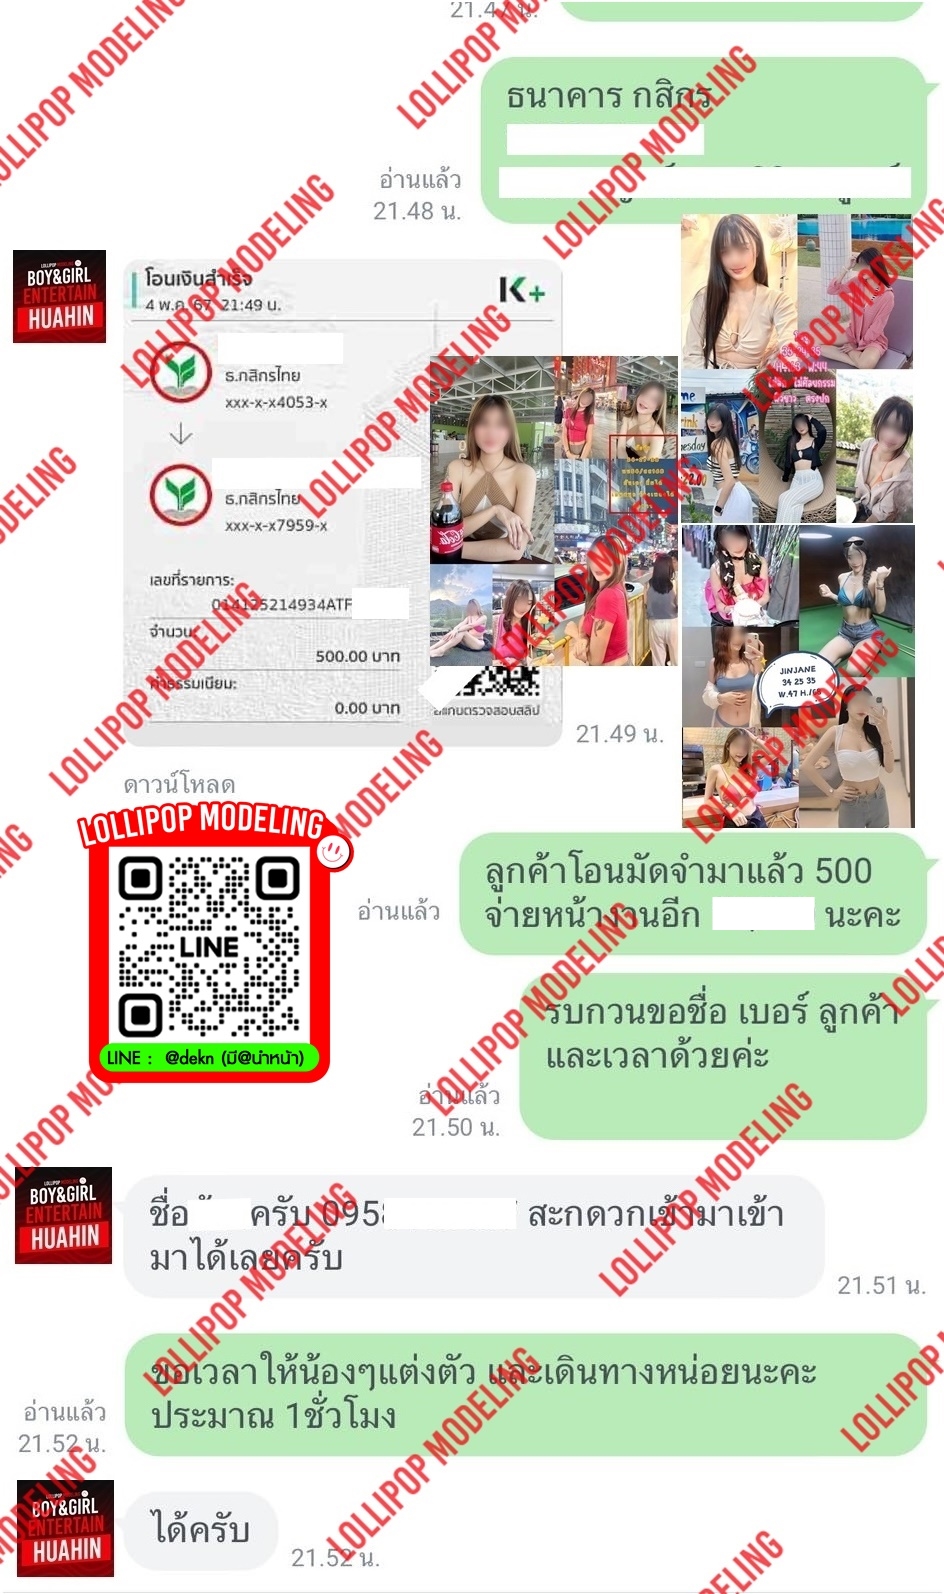 21.47 น.
ธนาคาร กสิกร
อ่านแล้ว
21.48 น.
LOLLIPOP MODELING
BOY&GIRL
ENTERTAIN
HUAHIN
โอนเงินสำเร็จ
4 พ.ค. 67 21:49 น.
K+
ธ.กสิกรไทย
xxx-x-x4053-x
ธ.กสิกรไทย
xxx-x-x7959-x
เลขที่รายการ:
014125214934ATF
จำนวน:
500.00 บาท
ค่าธรรมเนียม:
0.00 บาท
สแกนตรวจสอบสลิป
21.49 น.
JINJANE
34 25 35
W.47 H./68
ดาวน์โหลด
LOLLIPOP MODELING
LINE
LINE : @dekn (มี@นำหน้า)
ลูกค้าโอนมัดจำมาแล้ว 500
จ่ายหน้างานอีก นะคะ
อ่านแล้ว
รบกวนขอชื่อ เบอร์ ลูกค้า
และเวลาด้วยค่ะ
อ่านแล้ว
21.50 น.
BOY&GIRL
ENTERTAIN
HUAHIN
ชื่อ ครับ 095 สะกดวกเข้ามาเข้า
มาได้เลยครับ
21.51 น.
ขอเวลาให้น้องๆแต่งตัว และเดินทางหน่อยนะคะ
ประมาณ 1ชั่วโมง
อ่านแล้ว
21.52 น.
BOY&GIRL
ENTERTAIN
HUAHIN
ได้ครับ
21.52 น.